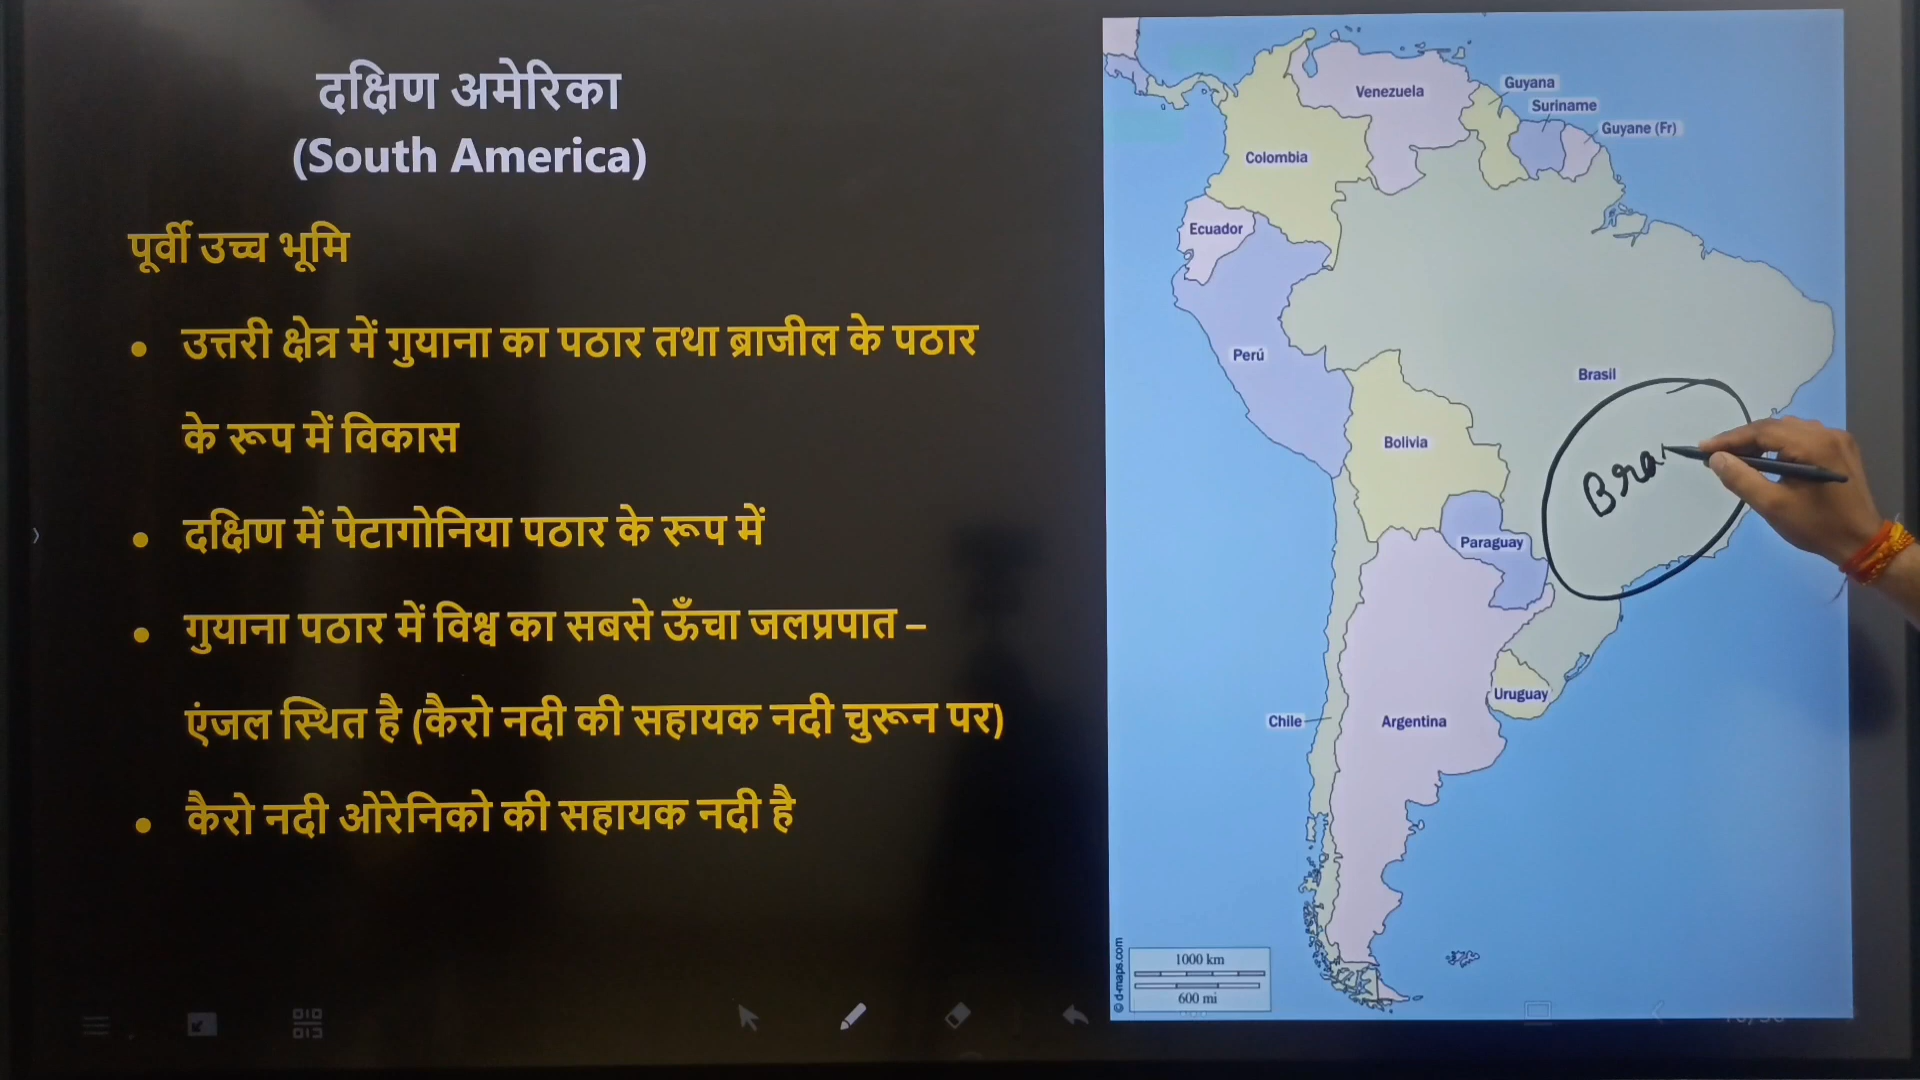 दक्षिण अमेरिका
(South America)
पूर्वी उच्च भूमि
• उत्तरी क्षेत्र में गुयाना का पठार तथा ब्राजील के पठार
के रूप में विकास
• दक्षिण में पेटागोनिया पठार के रूप में
• गुयाना पठार में विश्व का सबसे ऊँचा जलप्रपात –
एंजल स्थित है (कैरो नदी की सहायक नदी चुरून पर)
• कैरो नदी ओरेनिको की सहायक नदी है
Venezuela
Guyana
Suriname
Guyane (Fr)
Colombia
Ecuador
Perú
Brasil
Bolivia
Bra
Paraguay
Uruguay
Chile
Argentina
1000 km
600 mi
© d-maps.com